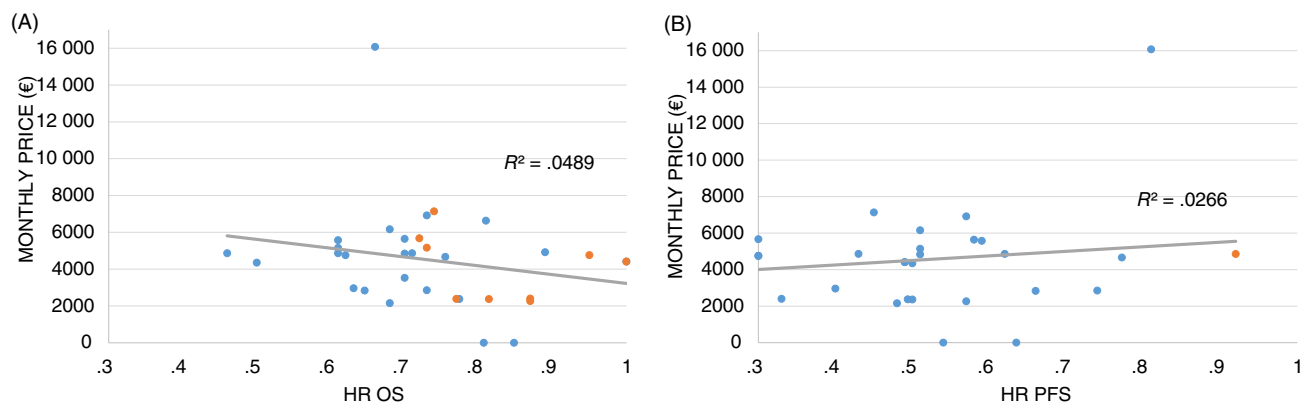 (A)
MONTHLY PRICE (€)
16 000
14 000
12 000
10 000
8000
6000
4000
2000
0
R² = .0489
.3 .4 .5 .6 .7 .8 .9 1
HR OS
(B)
MONTHLY PRICE (€)
16 000
14 000
12 000
10 000
8000
6000
4000
2000
0
R² = .0266
.3 .4 .5 .6 .7 .8 .9 1
HR PFS